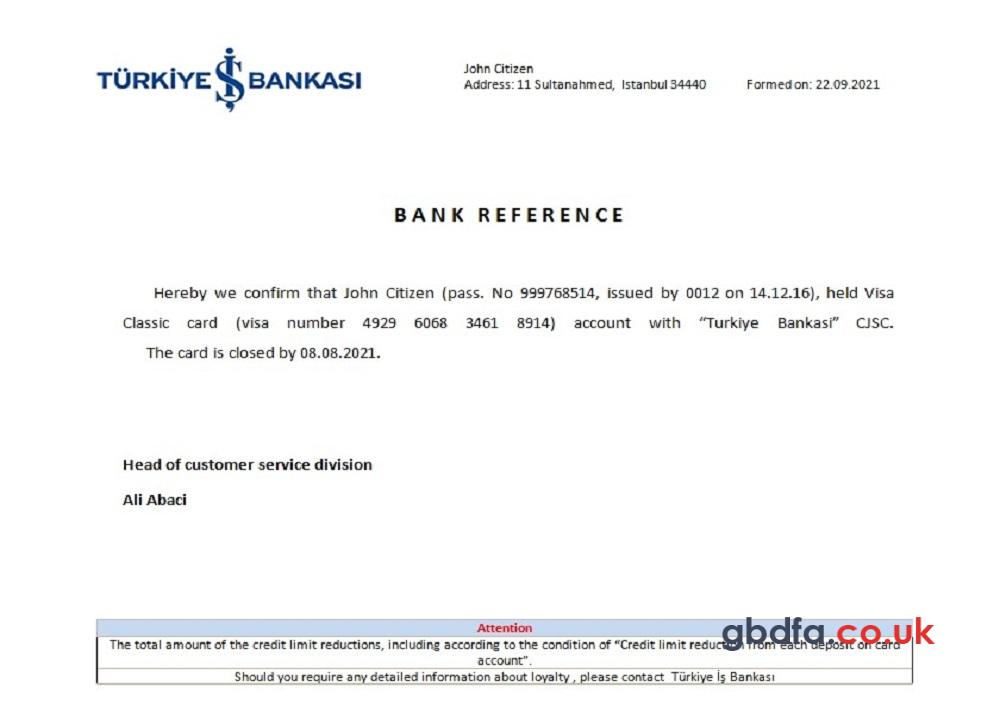 TÜRKİYE İŞ BANKASI
John Citizen
Address: 11 Sultanahmed, Istanbul 34440 Formed on: 22.09.2021
BANK REFERENCE
Hereby we confirm that John Citizen (pass. No 999768514, issued by 0012 on 14.12.16), held Visa
Classic card (visa number 4929 6068 3461 8914) account with “Turkiye Bankasi” CJSC.
The card is closed by 08.08.2021.
Head of customer service division
Ali Abaci
Attention
gbdfa.co.uk
The total amount of the credit limit reductions, including according to the condition of “Credit limit reduction from each deposit on card
account”.
Should you require any detailed information about loyalty , please contact Türkiye İş Bankası